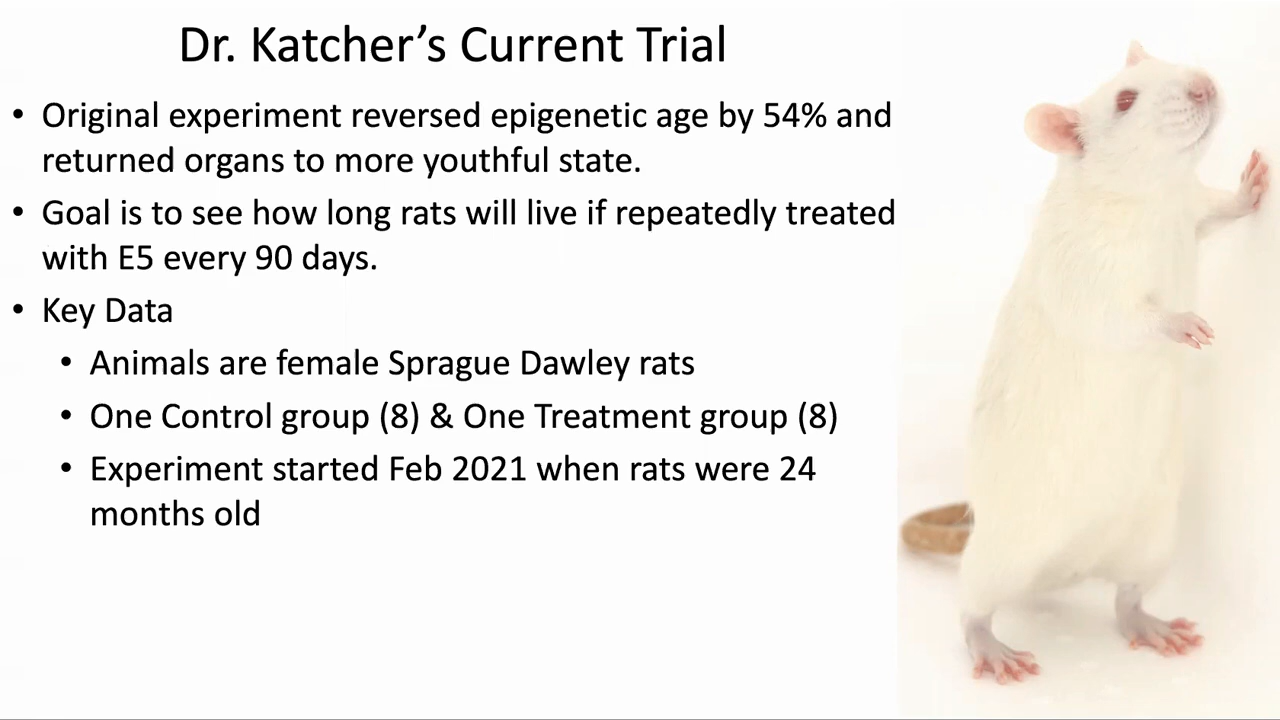 Dr. Katcher’s Current Trial
• Original experiment reversed epigenetic age by 54% and
returned organs to more youthful state.
• Goal is to see how long rats will live if repeatedly treated
with E5 every 90 days.
• Key Data
• Animals are female Sprague Dawley rats
• One Control group (8) & One Treatment group (8)
• Experiment started Feb 2021 when rats were 24
months old